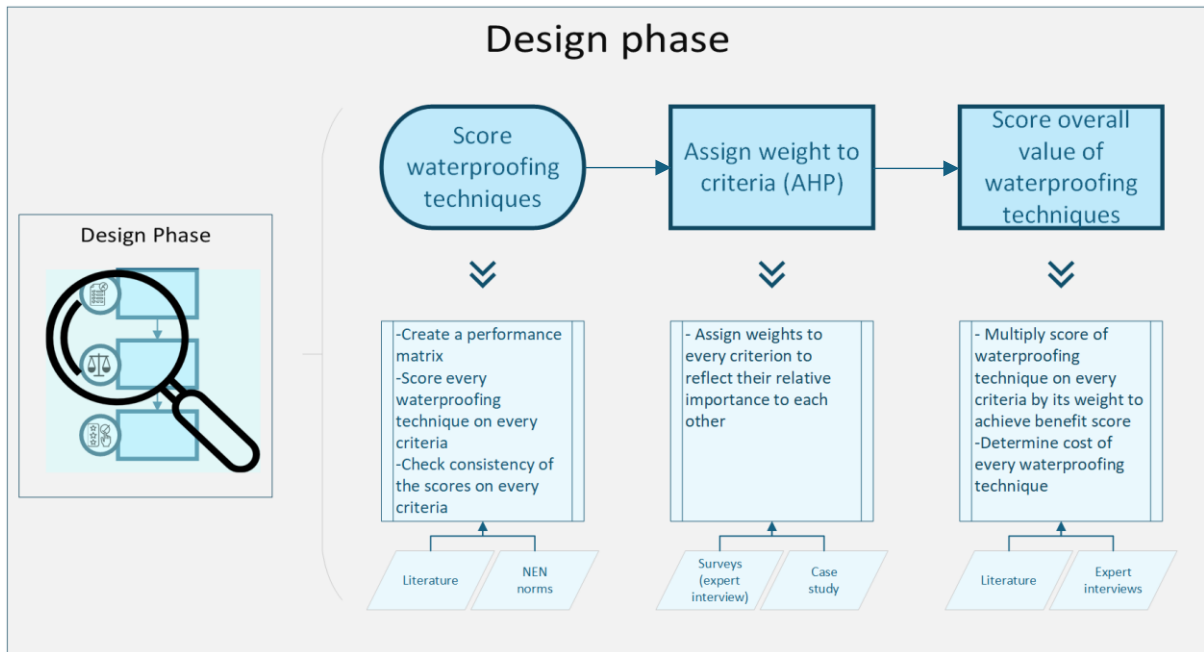 Design phase
Score
waterproofing
techniques
Assign weight to
criteria (AHP)
Score overall
value of
waterproofing
techniques
Design Phase
-Create a performance
matrix
-Score every
waterproofing
technique on every
criteria
-Check consistency of
the scores on every
criteria
- Assign weights to
every criterion to
reflect their relative
importance to each
other
- Multiply score of
waterproofing
technique on every
criteria by its weight to
achieve benefit score
-Determine cost of
every waterproofing
technique
Literature
NEN
norms
Surveys
(expert
interview)
Case
study
Literature
Expert
interviews